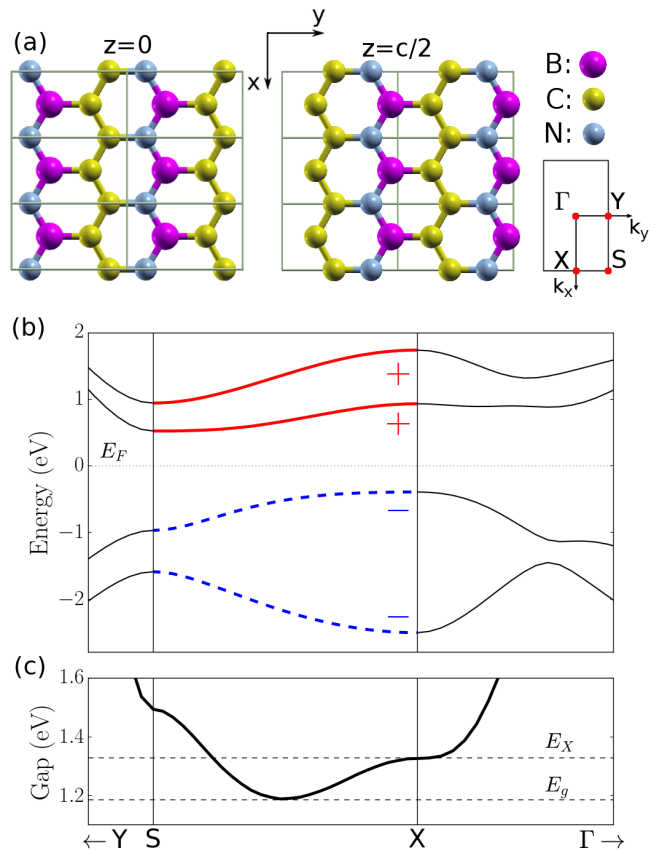 (a)
z=0
y
x
z=c/2
B:
C:
N:
Γ Y
k_y
X S
k_x
(b)
2
1
0
−1
−2
Energy (eV)
E_F
+
+
−
−
(c)
1.6
1.4
1.2
Gap (eV)
E_X
E_g
← Y S X Γ →